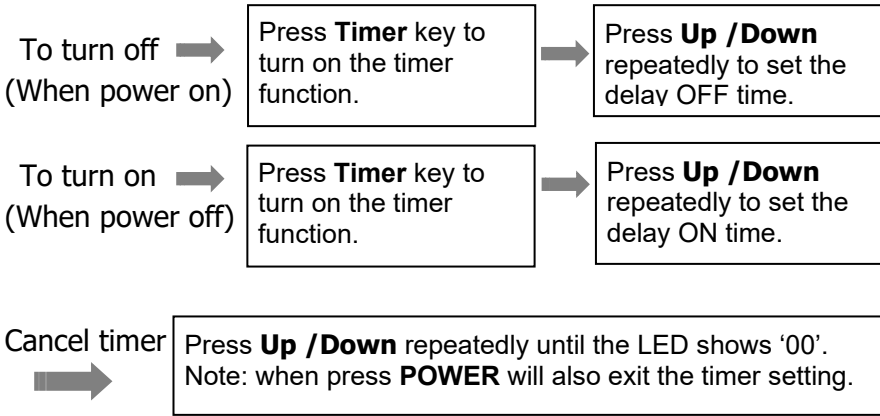 To turn off
(When power on)
Press Timer key to
turn on the timer
function.
Press Up /Down
repeatedly to set the
delay OFF time.
To turn on
(When power off)
Press Timer key to
turn on the timer
function.
Press Up /Down
repeatedly to set the
delay ON time.
Cancel timer
Press Up /Down repeatedly until the LED shows ‘00’.
Note: when press POWER will also exit the timer setting.